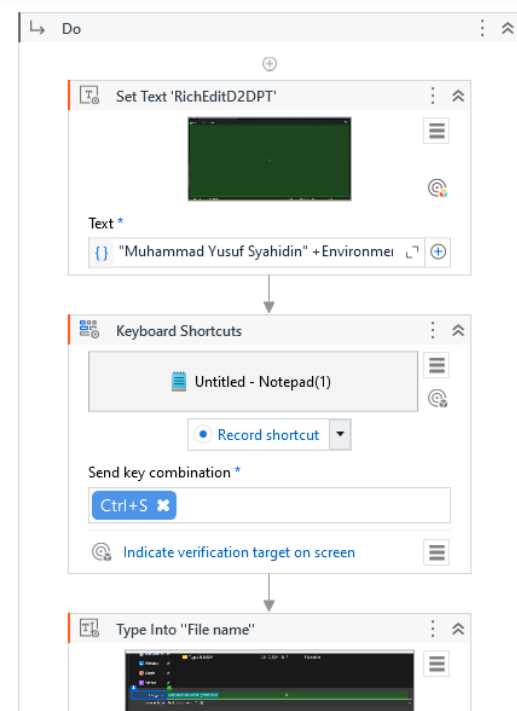 Do
Set Text 'RichEditD2DPT'
Text *
"Muhammad Yusuf Syahidin" +Environmer
Keyboard Shortcuts
Untitled - Notepad(1)
Record shortcut
Send key combination *
Ctrl+S
Indicate verification target on screen
Type Into "File name"